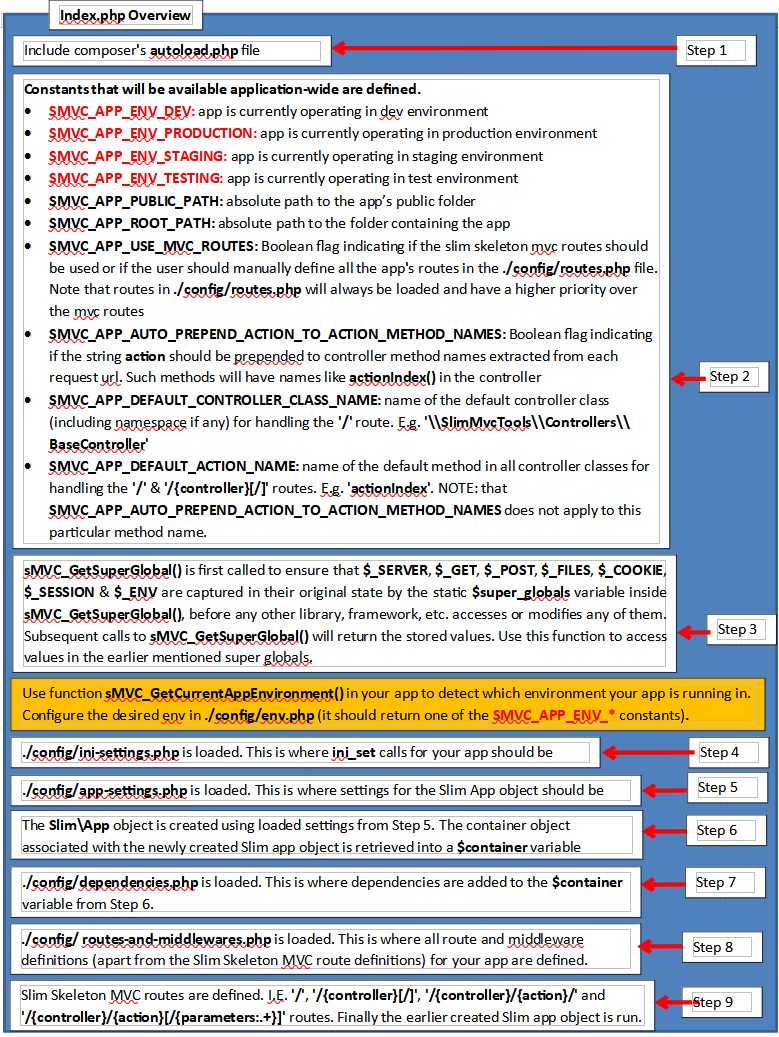 Index.php Overview
Include composer's autoload.php file
Step 1
Constants that will be available application-wide are defined.
• SMVC_APP_ENV_DEV: app is currently operating in dev environment
• SMVC_APP_ENV_PRODUCTION: app is currently operating in production environment
• SMVC_APP_ENV_STAGING: app is currently operating in staging environment
• SMVC_APP_ENV_TESTING: app is currently operating in test environment
• SMVC_APP_PUBLIC_PATH: absolute path to the app’s public folder
• SMVC_APP_ROOT_PATH: absolute path to the folder containing the app
• SMVC_APP_USE_MVC_ROUTES: Boolean flag indicating if the slim skeleton mvc routes should
be used or if the user should manually define all the app's routes in the ./config/routes.php file.
Note that routes in ./config/routes.php will always be loaded and have a higher priority over
the mvc routes
• SMVC_APP_AUTO_PREPEND_ACTION_TO_ACTION_METHOD_NAMES: Boolean flag indicating
if the string action should be prepended to controller method names extracted from each
request url. Such methods will have names like actionIndex() in the controller
• SMVC_APP_DEFAULT_CONTROLLER_CLASS_NAME: name of the default controller class
(including namespace if any) for handling the '/' route. E.g. '\\SlimMvcTools\\Controllers\\
BaseController'
• SMVC_APP_DEFAULT_ACTION_NAME: name of the default method in all controller classes for
handling the '/' & '/{controller}[/]' routes. E.g. 'actionIndex'. NOTE: that
SMVC_APP_AUTO_PREPEND_ACTION_TO_ACTION_METHOD_NAMES does not apply to this
particular method name.
Step 2
sMVC_GetSuperGlobal() is first called to ensure that $_SERVER, $_GET, $_POST, $_FILES, $_COOKIE,
$_SESSION & $_ENV are captured in their original state by the static $super_globals variable inside
sMVC_GetSuperGlobal(), before any other library, framework, etc. accesses or modifies any of them.
Subsequent calls to sMVC_GetSuperGlobal() will return the stored values. Use this function to access
values in the earlier mentioned super globals.
Step 3
Use function sMVC_GetCurrentAppEnvironment() in your app to detect which environment your app is running in.
Configure the desired env in ./config/env.php (it should return one of the SMVC_APP_ENV_* constants).
./config/ini-settings.php is loaded. This is where ini_set calls for your app should be
Step 4
./config/app-settings.php is loaded. This is where settings for the Slim App object should be
Step 5
The Slim\App object is created using loaded settings from Step 5. The container object
associated with the newly created Slim app object is retrieved into a $container variable
Step 6
./config/dependencies.php is loaded. This is where dependencies are added to the $container
variable from Step 6.
Step 7
./config/ routes-and-middlewares.php is loaded. This is where all route and middleware
definitions (apart from the Slim Skeleton MVC route definitions) for your app are defined.
Step 8
Slim Skeleton MVC routes are defined. I.E. '/', '/{controller}[/]', '/{controller}/{action}/' and
'/{controller}/{action}[/{parameters:.+}]' routes. Finally the earlier created Slim app object is run.
Step 9